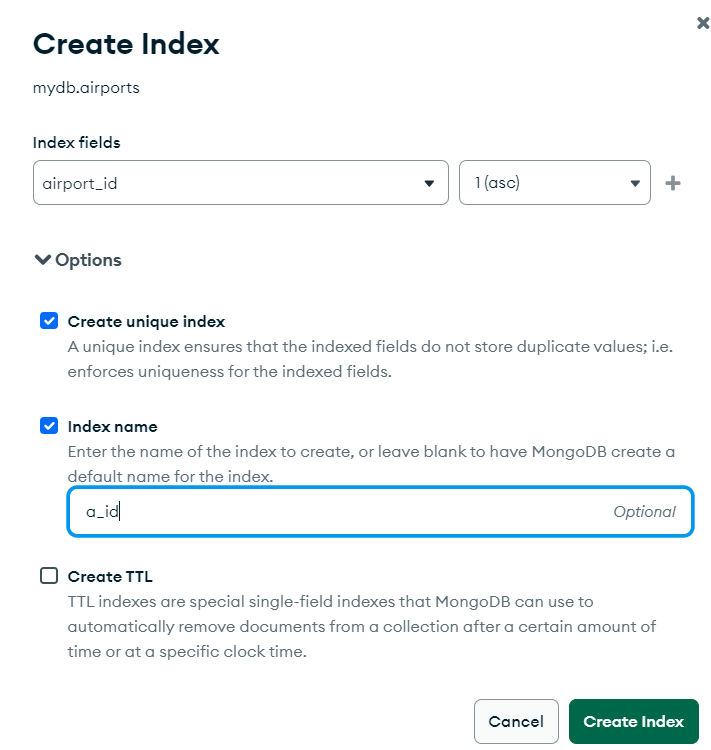 Create Index
mydb.airports
Index fields
airport_id 1 (asc)
Options
Create unique index
A unique index ensures that the indexed fields do not store duplicate values; i.e.
enforces uniqueness for the indexed fields.
Index name
Enter the name of the index to create, or leave blank to have MongoDB create a
default name for the index.
a_id Optional
Create TTL
TTL indexes are special single-field indexes that MongoDB can use to
automatically remove documents from a collection after a certain amount of
time or at a specific clock time.
Cancel Create Index